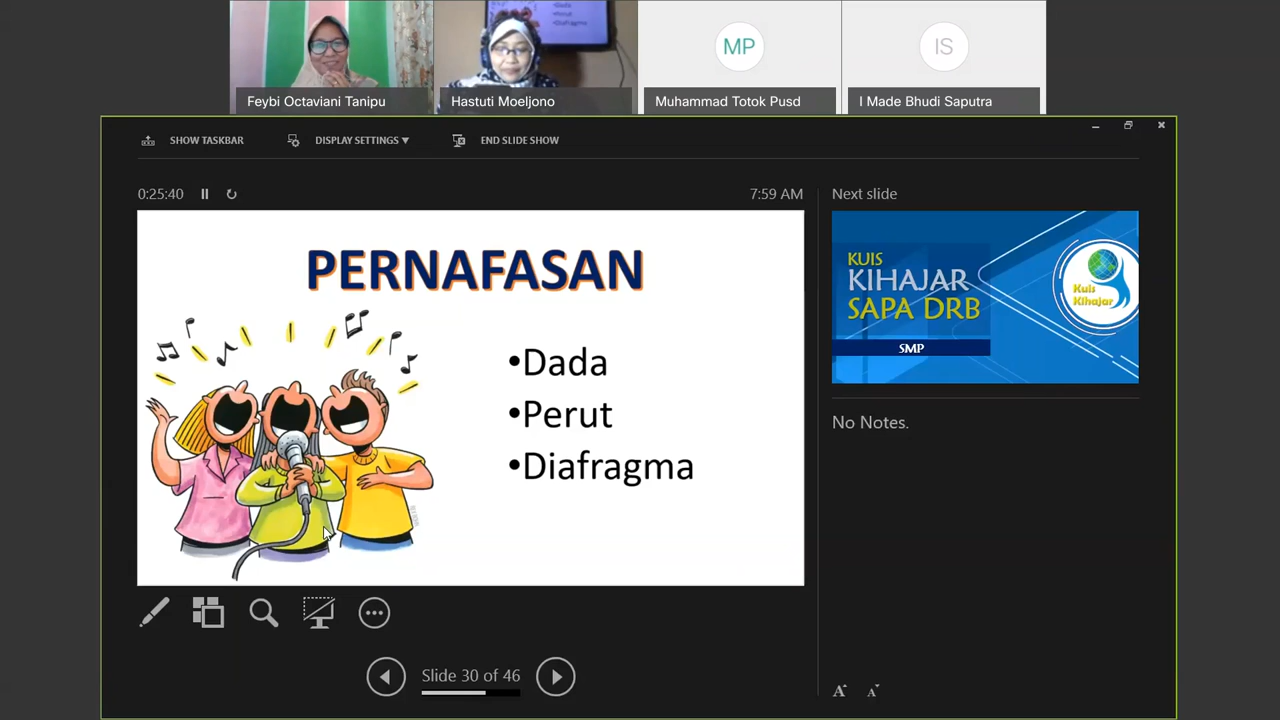 MP
IS
Feybi Octaviani Tanipu
Hastuti Moeljono
Muhammad Totok Pusd
I Made Bhudi Saputra
SHOW TASKBAR
DISPLAY SETTINGS ▼
END SLIDE SHOW
0:25:40
7:59 AM
Next slide
PERNAFASAN
•Dada
•Perut
•Diafragma
KUIS
KIHAJAR
SAPA DRB
SMP
Kuis
Kihajar
No Notes.
Slide 30 of 46
A A